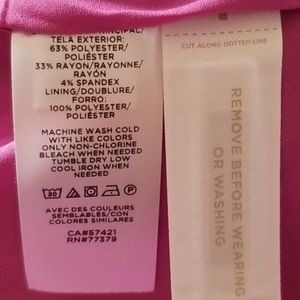 TELA EXTERIOR:
63% POLYESTER/
POLIÉSTER
33% RAYON/RAYONNE/
RAYÓN
4% SPANDEX
LINING/DOUBLURE/
FORRO:
100% POLYESTER/
POLIÉSTER
MACHINE WASH COLD
WITH LIKE COLORS
ONLY NON-CHLORINE
BLEACH WHEN NEEDED
TUMBLE DRY LOW
COOL IRON WHEN
NEEDED
AVEC DES COULEURS
SEMBLABLES/CON
COLORES SIMILARES
CA#57421
RN#77379
CUT ALONG DOTTED LINE
REMOVE BEFORE WEARING
OR WASHING